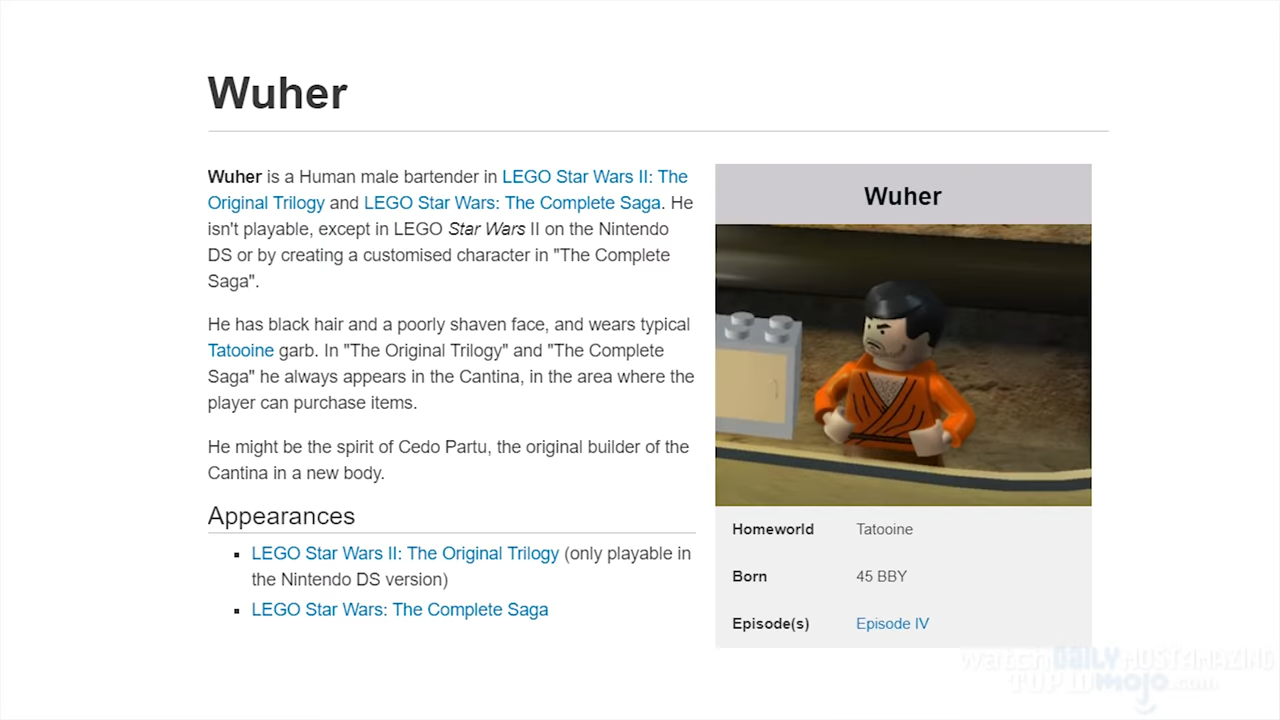 Wuher
Wuher is a Human male bartender in LEGO Star Wars II: The
Original Trilogy and LEGO Star Wars: The Complete Saga. He
isn't playable, except in LEGO Star Wars II on the Nintendo
DS or by creating a customised character in "The Complete
Saga".
He has black hair and a poorly shaven face, and wears typical
Tatooine garb. In "The Original Trilogy" and "The Complete
Saga" he always appears in the Cantina, in the area where the
player can purchase items.
He might be the spirit of Cedo Partu, the original builder of the
Cantina in a new body.
Appearances
LEGO Star Wars II: The Original Trilogy (only playable in
the Nintendo DS version)
LEGO Star Wars: The Complete Saga
Wuher
Homeworld Tatooine
Born 45 BBY
Episode(s) Episode IV
watch DAILY
mojo.com